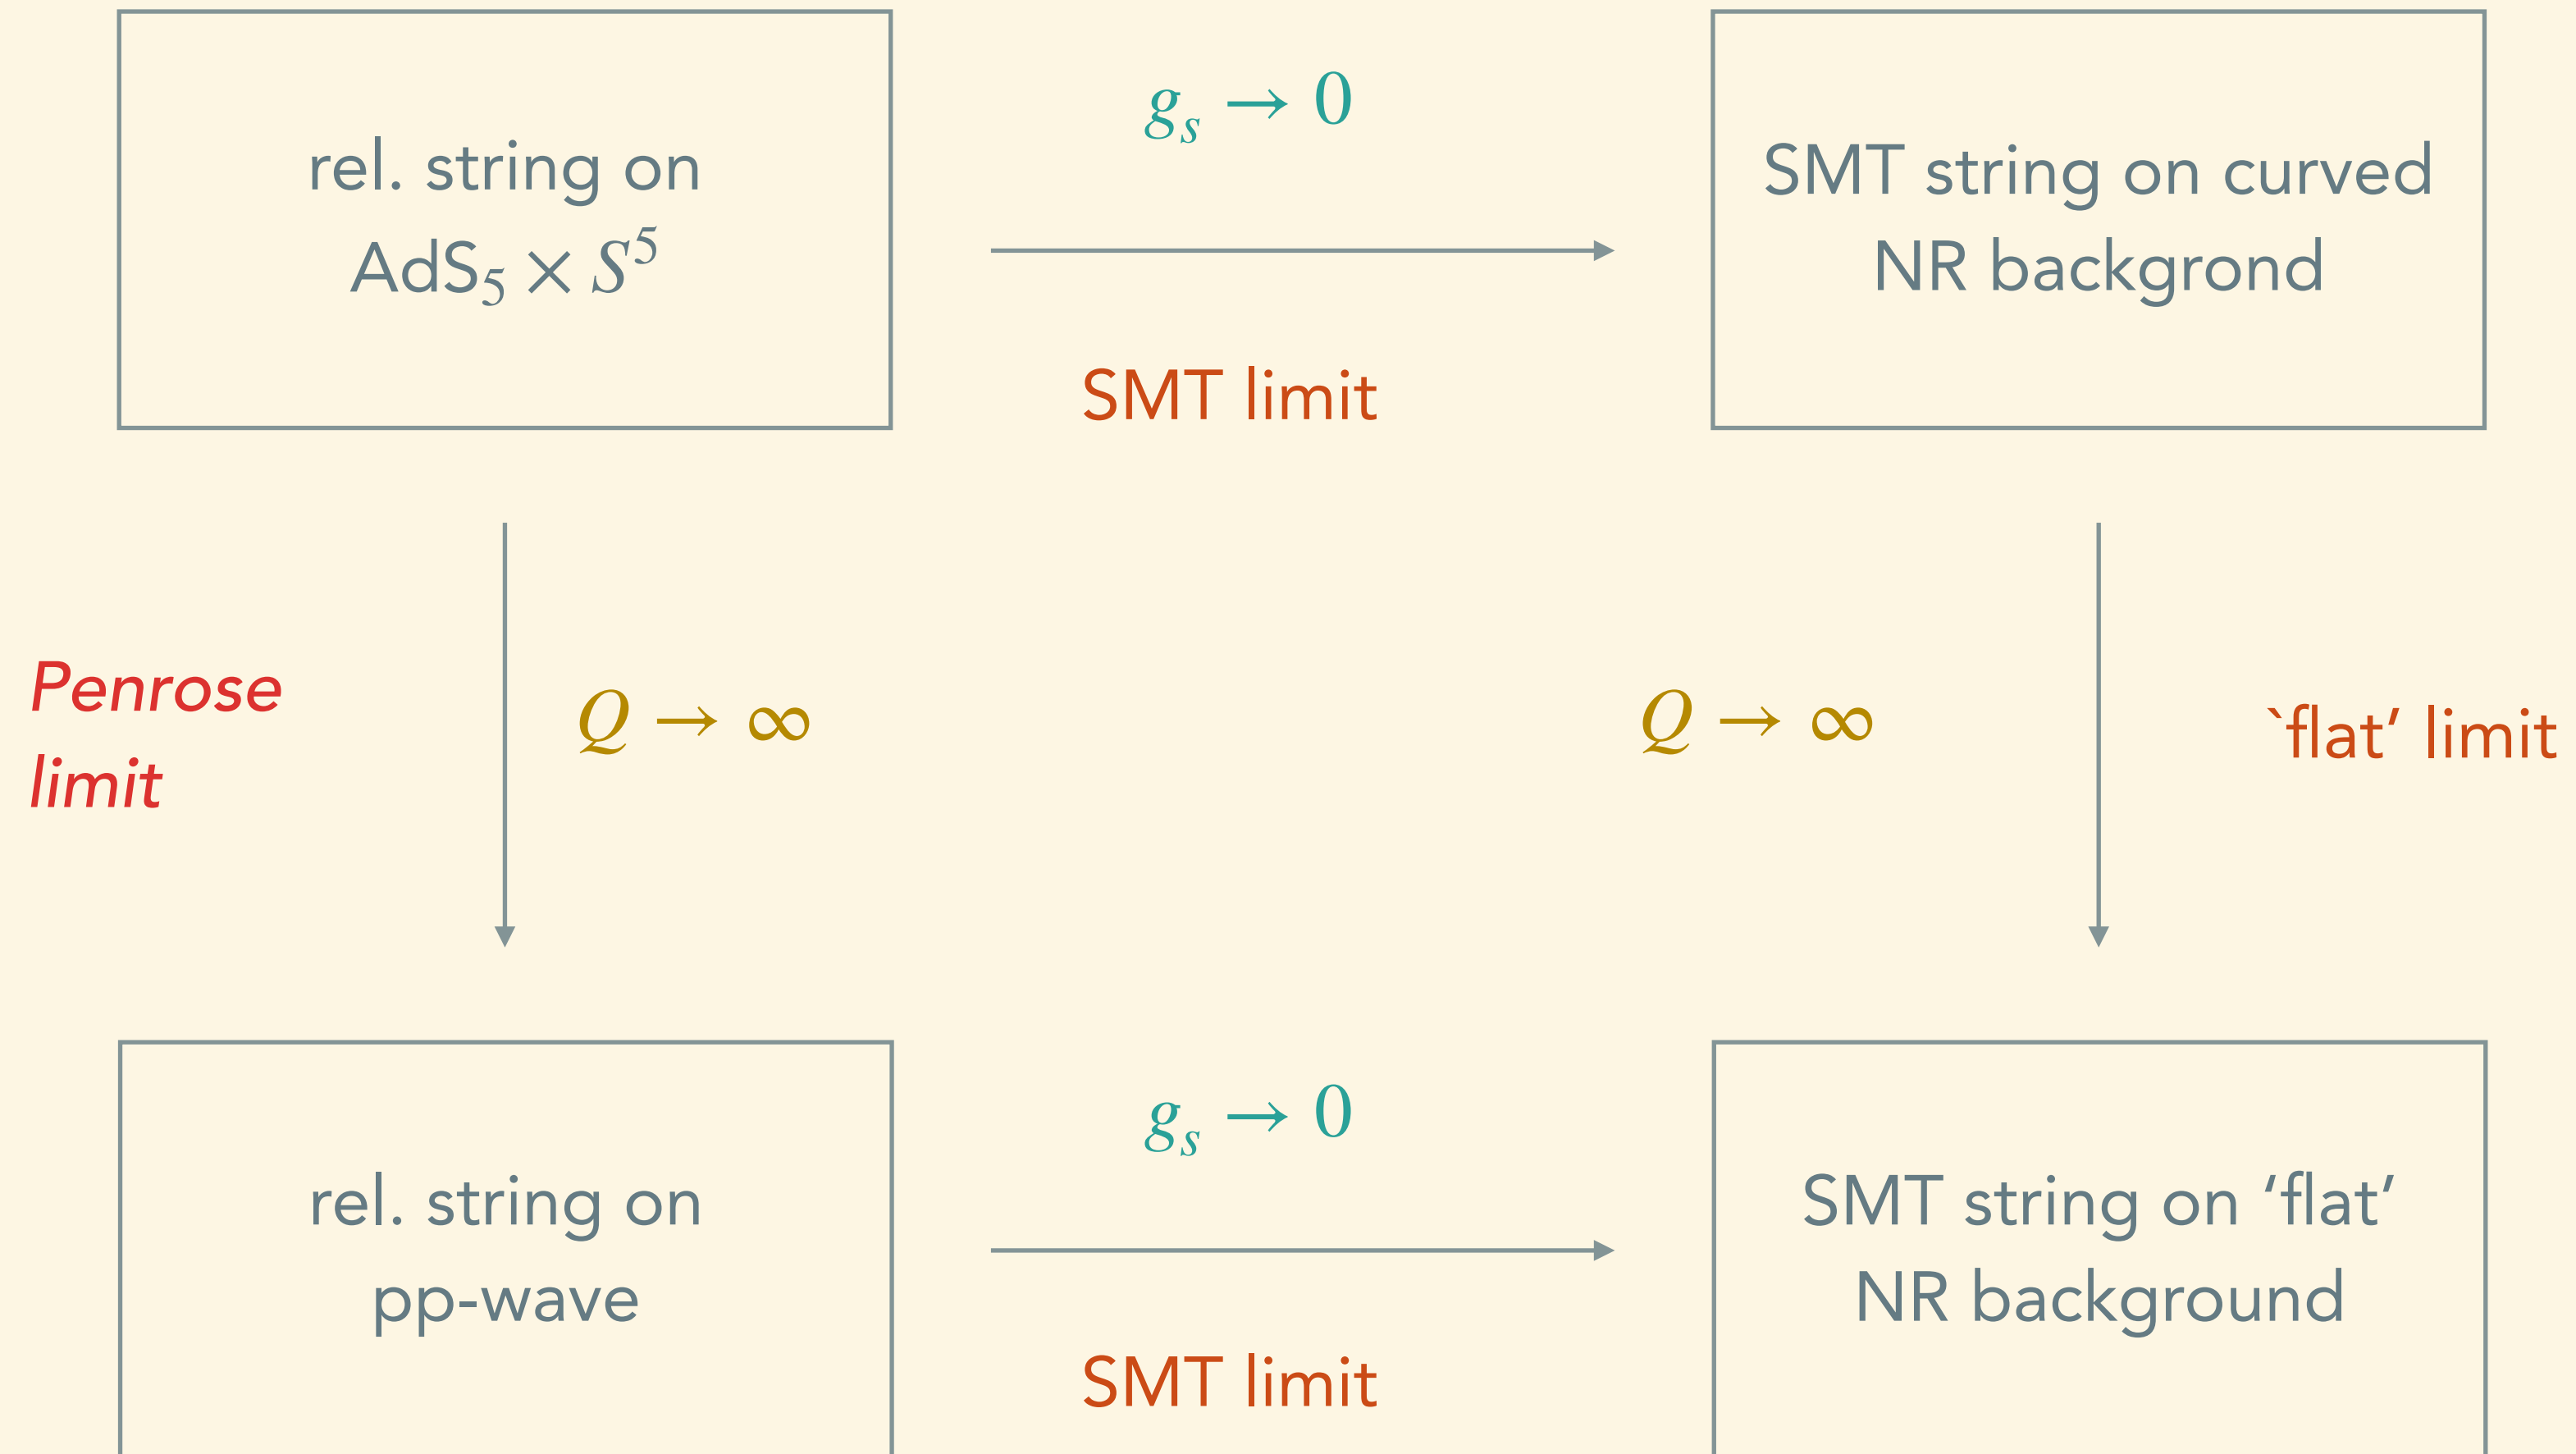 rel. string on
AdS₅ × S⁵
g_s → 0
SMT limit
SMT string on curved
NR backgrond
Penrose
limit
Q → ∞
Q → ∞
`flat’ limit
rel. string on
pp-wave
g_s → 0
SMT limit
SMT string on ‘flat’
NR background